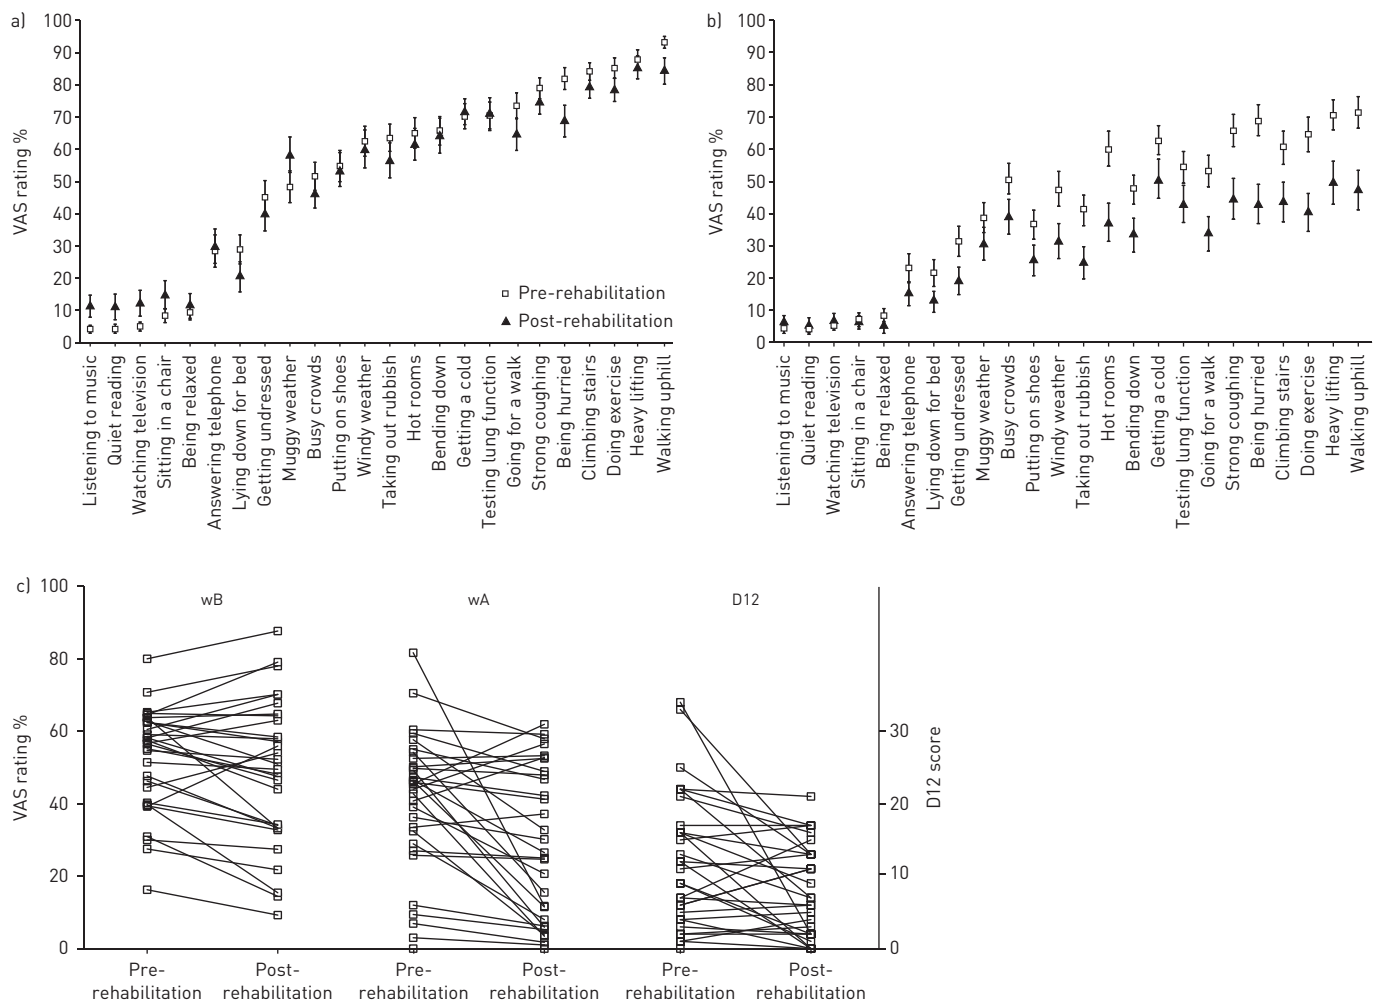 a)
VAS rating %
100
90
80
70
60
50
40
30
20
10
0
Pre-rehabilitation
Post-rehabilitation
Listening to music
Quiet reading
Watching television
Sitting in a chair
Being relaxed
Answering telephone
Lying down for bed
Getting undressed
Muggy weather
Busy crowds
Putting on shoes
Windy weather
Taking out rubbish
Hot rooms
Bending down
Getting a cold
Testing lung function
Going for a walk
Strong coughing
Being hurried
Climbing stairs
Doing exercise
Heavy lifting
Walking uphill
b)
VAS rating %
100
90
80
70
60
50
40
30
20
10
0
Listening to music
Quiet reading
Watching television
Sitting in a chair
Being relaxed
Answering telephone
Lying down for bed
Getting undressed
Muggy weather
Busy crowds
Putting on shoes
Windy weather
Taking out rubbish
Hot rooms
Bending down
Getting a cold
Testing lung function
Going for a walk
Strong coughing
Being hurried
Climbing stairs
Doing exercise
Heavy lifting
Walking uphill
c)
VAS rating %
100
80
60
40
20
0
wB
wA
D12
30
20
10
0
D12 score
Pre-
rehabilitation
Post-
rehabilitation
Pre-
rehabilitation
Post-
rehabilitation
Pre-
rehabilitation
Post-
rehabilitation